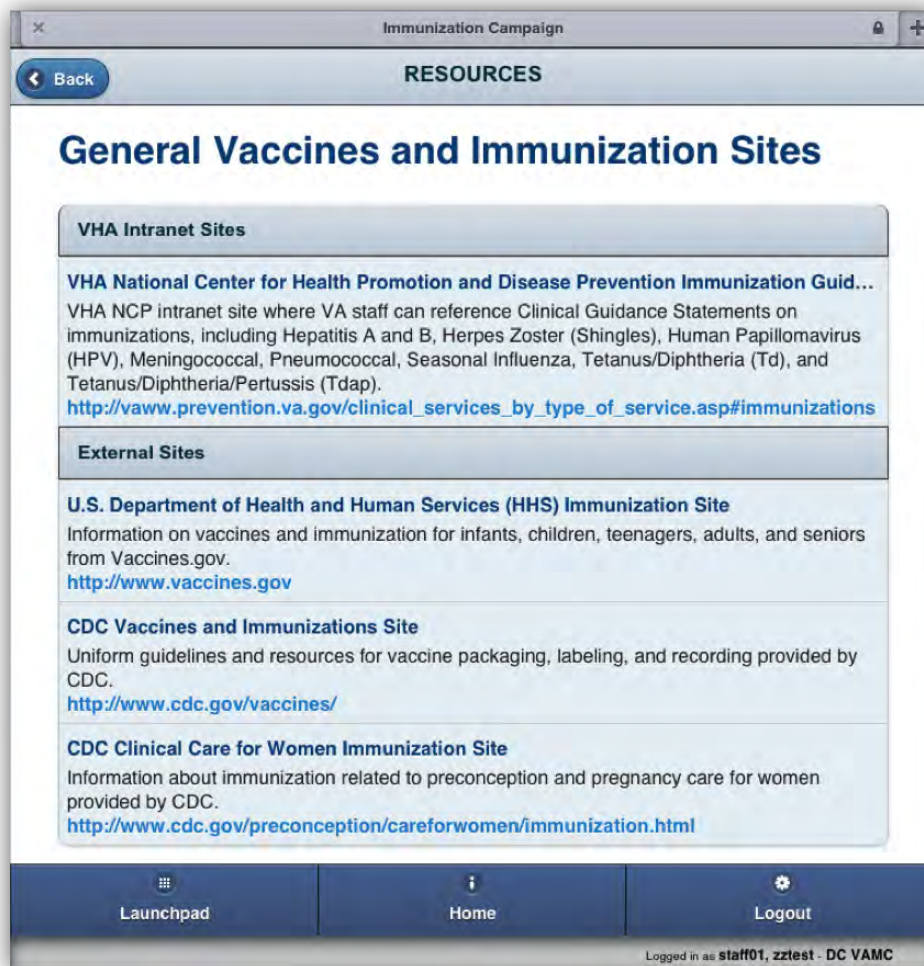 Immunization Campaign
Back
RESOURCES
General Vaccines and Immunization Sites
VHA Intranet Sites
VHA National Center for Health Promotion and Disease Prevention Immunization Guid...
VHA NCP intranet site where VA staff can reference Clinical Guidance Statements on
immunizations, including Hepatitis A and B, Herpes Zoster (Shingles), Human Papillomavirus
(HPV), Meningococcal, Pneumococcal, Seasonal Influenza, Tetanus/Diphtheria (Td), and
Tetanus/Diphtheria/Pertussis (Tdap).
http://vaww.prevention.va.gov/clinical_services_by_type_of_service.asp#immunizations
External Sites
U.S. Department of Health and Human Services (HHS) Immunization Site
Information on vaccines and immunization for infants, children, teenagers, adults, and seniors
from Vaccines.gov.
http://www.vaccines.gov
CDC Vaccines and Immunizations Site
Uniform guidelines and resources for vaccine packaging, labeling, and recording provided by
CDC.
http://www.cdc.gov/vaccines/
CDC Clinical Care for Women Immunization Site
Information about immunization related to preconception and pregnancy care for women
provided by CDC.
http://www.cdc.gov/preconception/careforwomen/immunization.html
Launchpad
Home
Logout
Logged in as staff01, zztest - DC VAMC